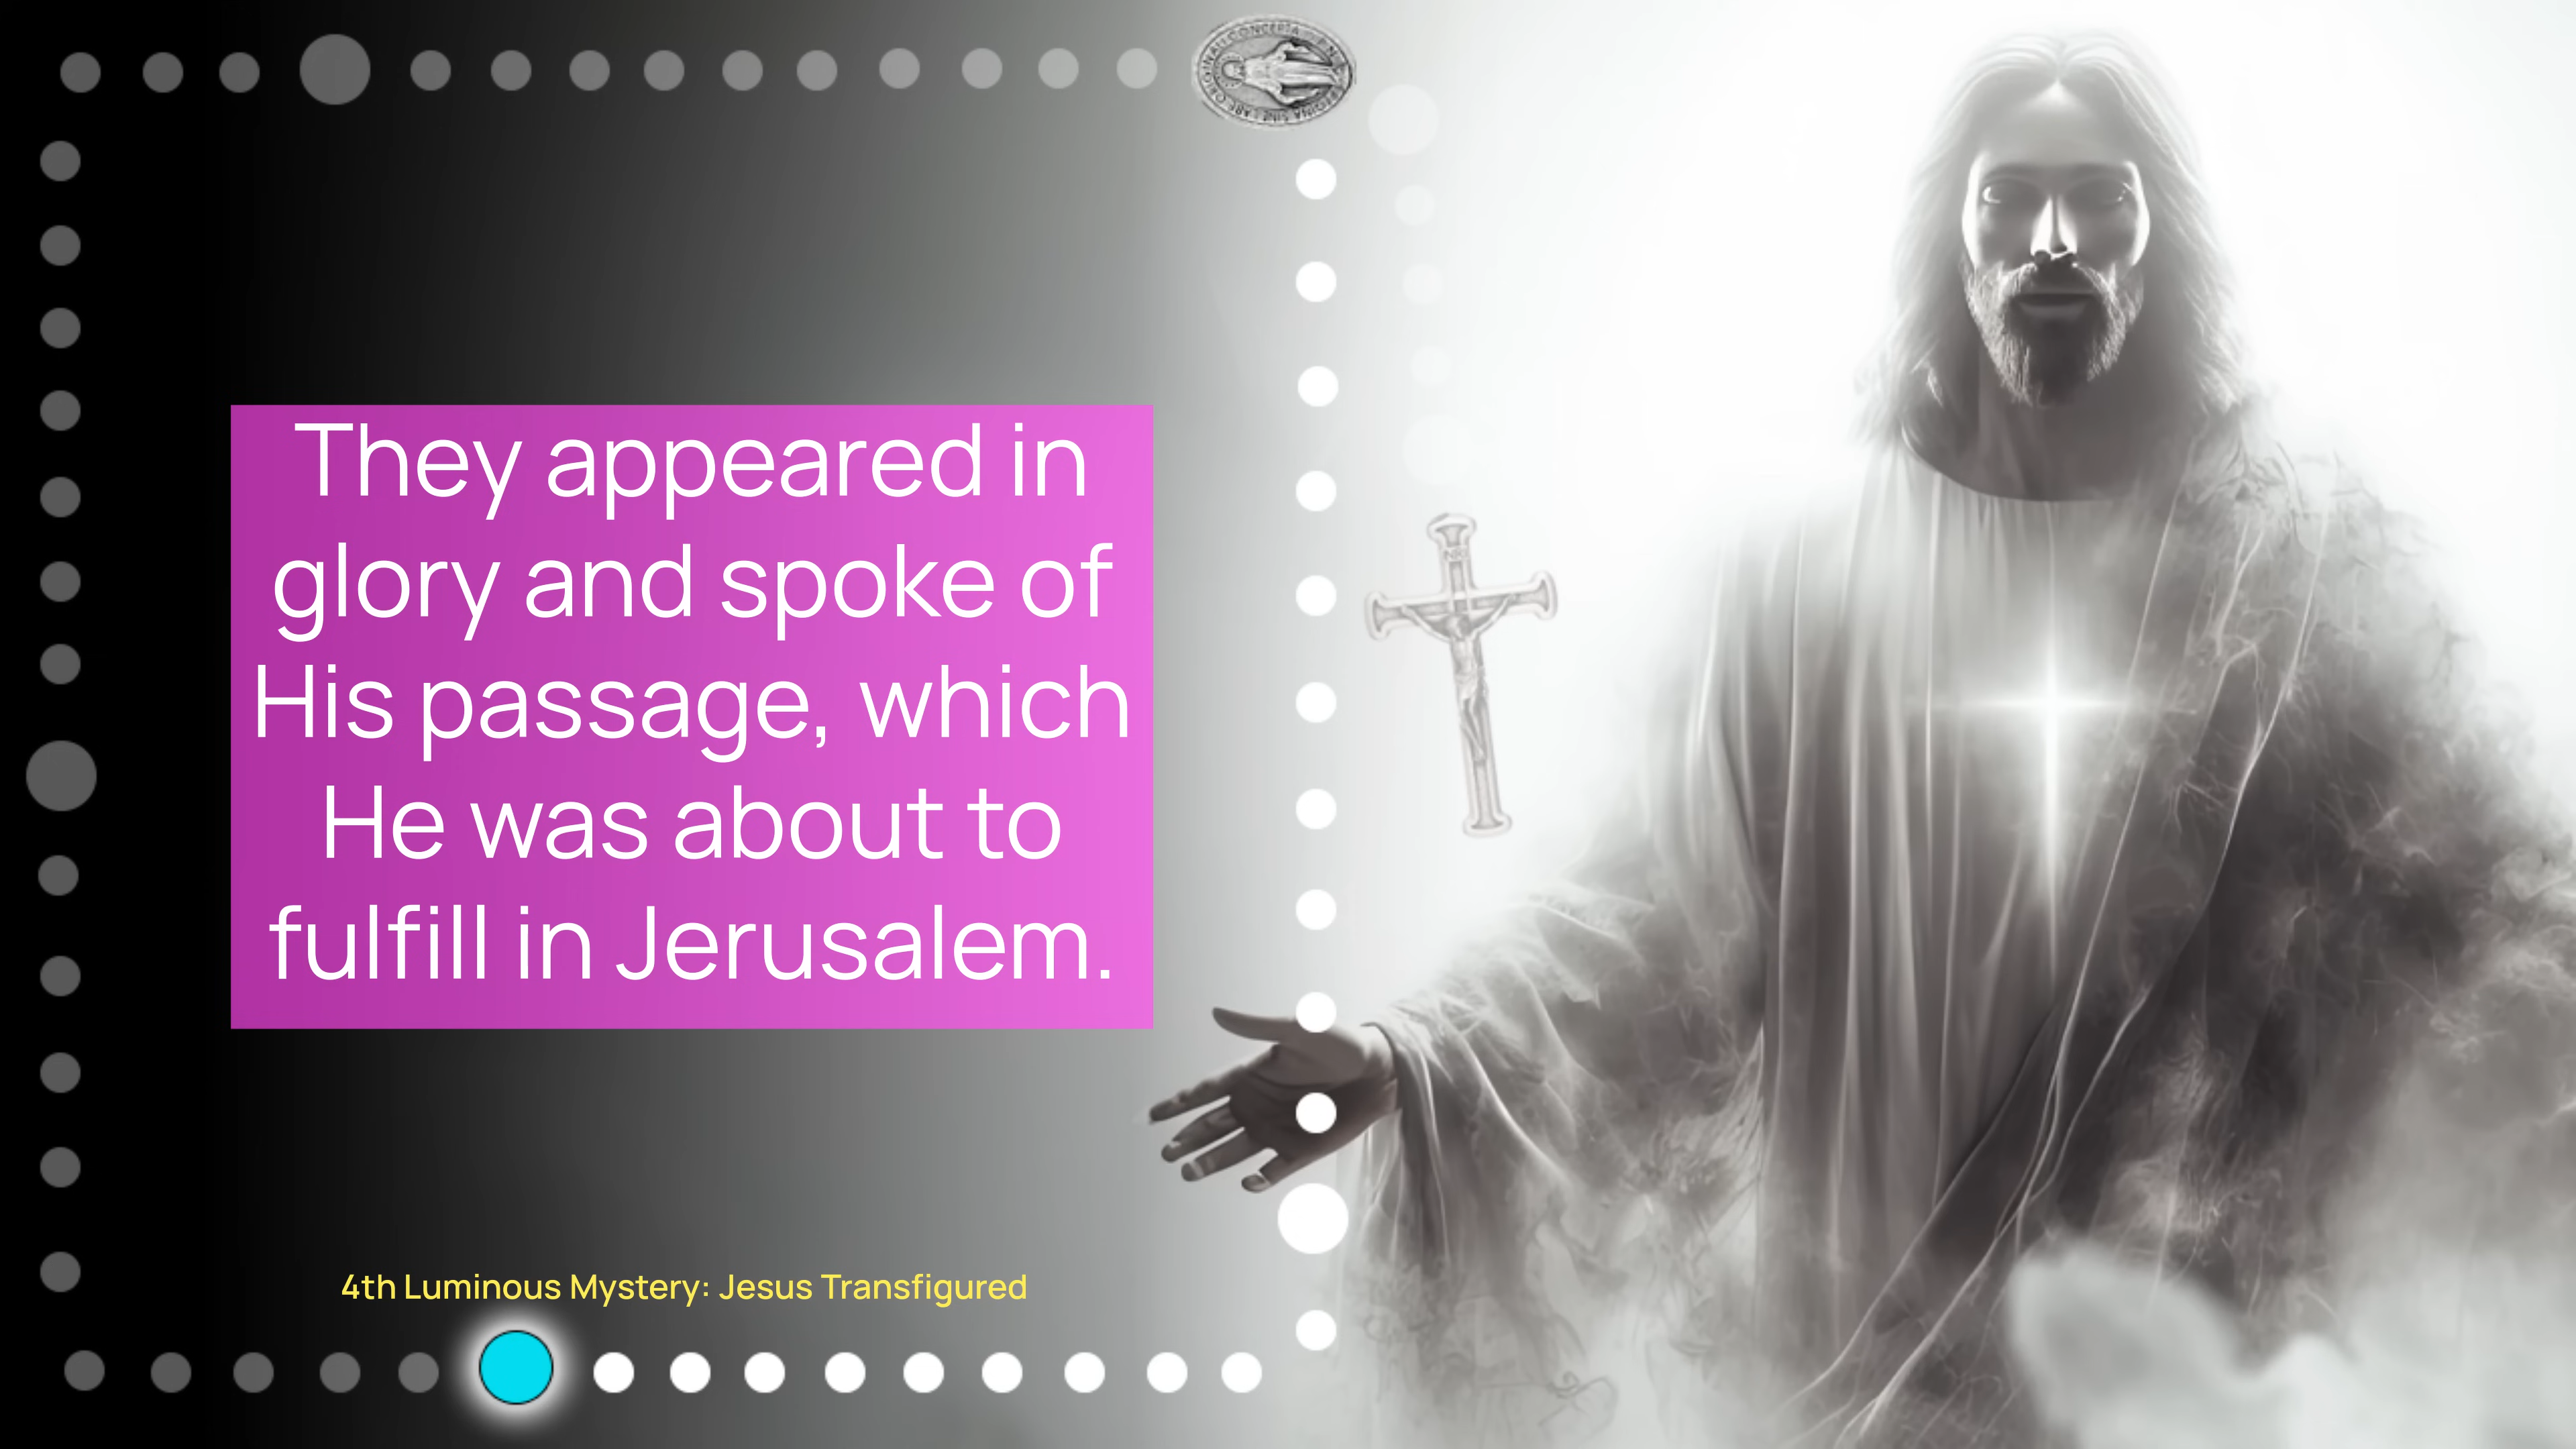 They appeared in
glory and spoke of
His passage, which
He was about to
fulfill in Jerusalem.
4th Luminous Mystery: Jesus Transfigured